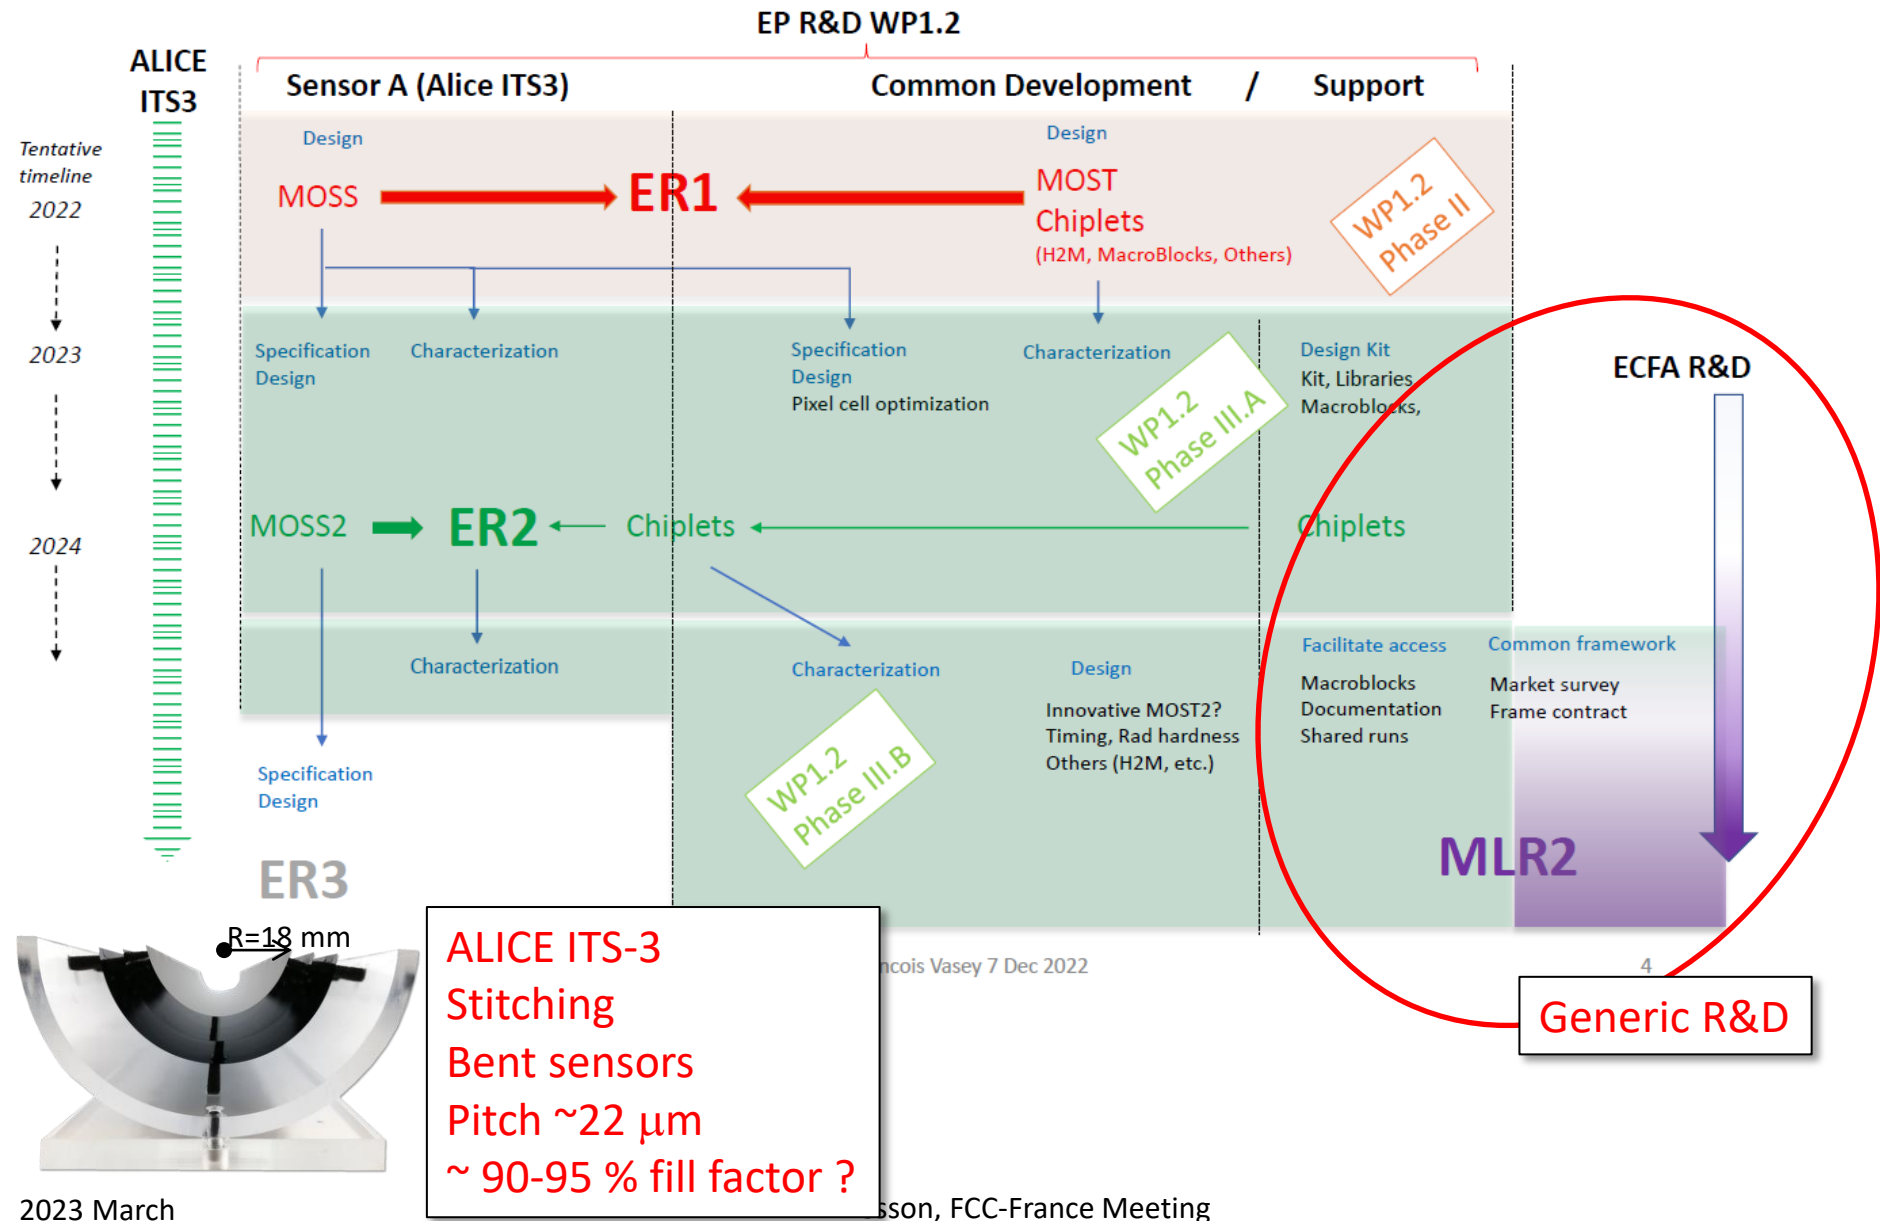 EP R&D WP1.2
ALICE
ITS3
Sensor A (Alice ITS3)
Common Development / Support
Tentative
timeline
2022
2023
2024
Design
MOSS
ER1
Design
MOST
Chiplets
(H2M, MacroBlocks, Others)
WP1.2
Phase II
Specification
Design
Characterization
Specification
Design
Pixel cell optimization
Characterization
WP1.2
Phase III.A
Design Kit
Kit, Libraries,
Macroblocks,
ECFA R&D
MOSS2
ER2
Chiplets
Chiplets
Characterization
Characterization
Design
Innovative MOST2?
Timing, Rad hardness
Others (H2M, etc.)
WP1.2
Phase III.B
Facilitate access
Macroblocks
Documentation
Shared runs
Common framework
Market survey
Frame contract
Specification
Design
ER3
MLR2
R=18 mm
ALICE ITS-3
Stitching
Bent sensors
Pitch ~22 μm
~ 90-95 % fill factor ?
ncois Vasey 7 Dec 2022
4
Generic R&D
2023 March
sson, FCC-France Meeting